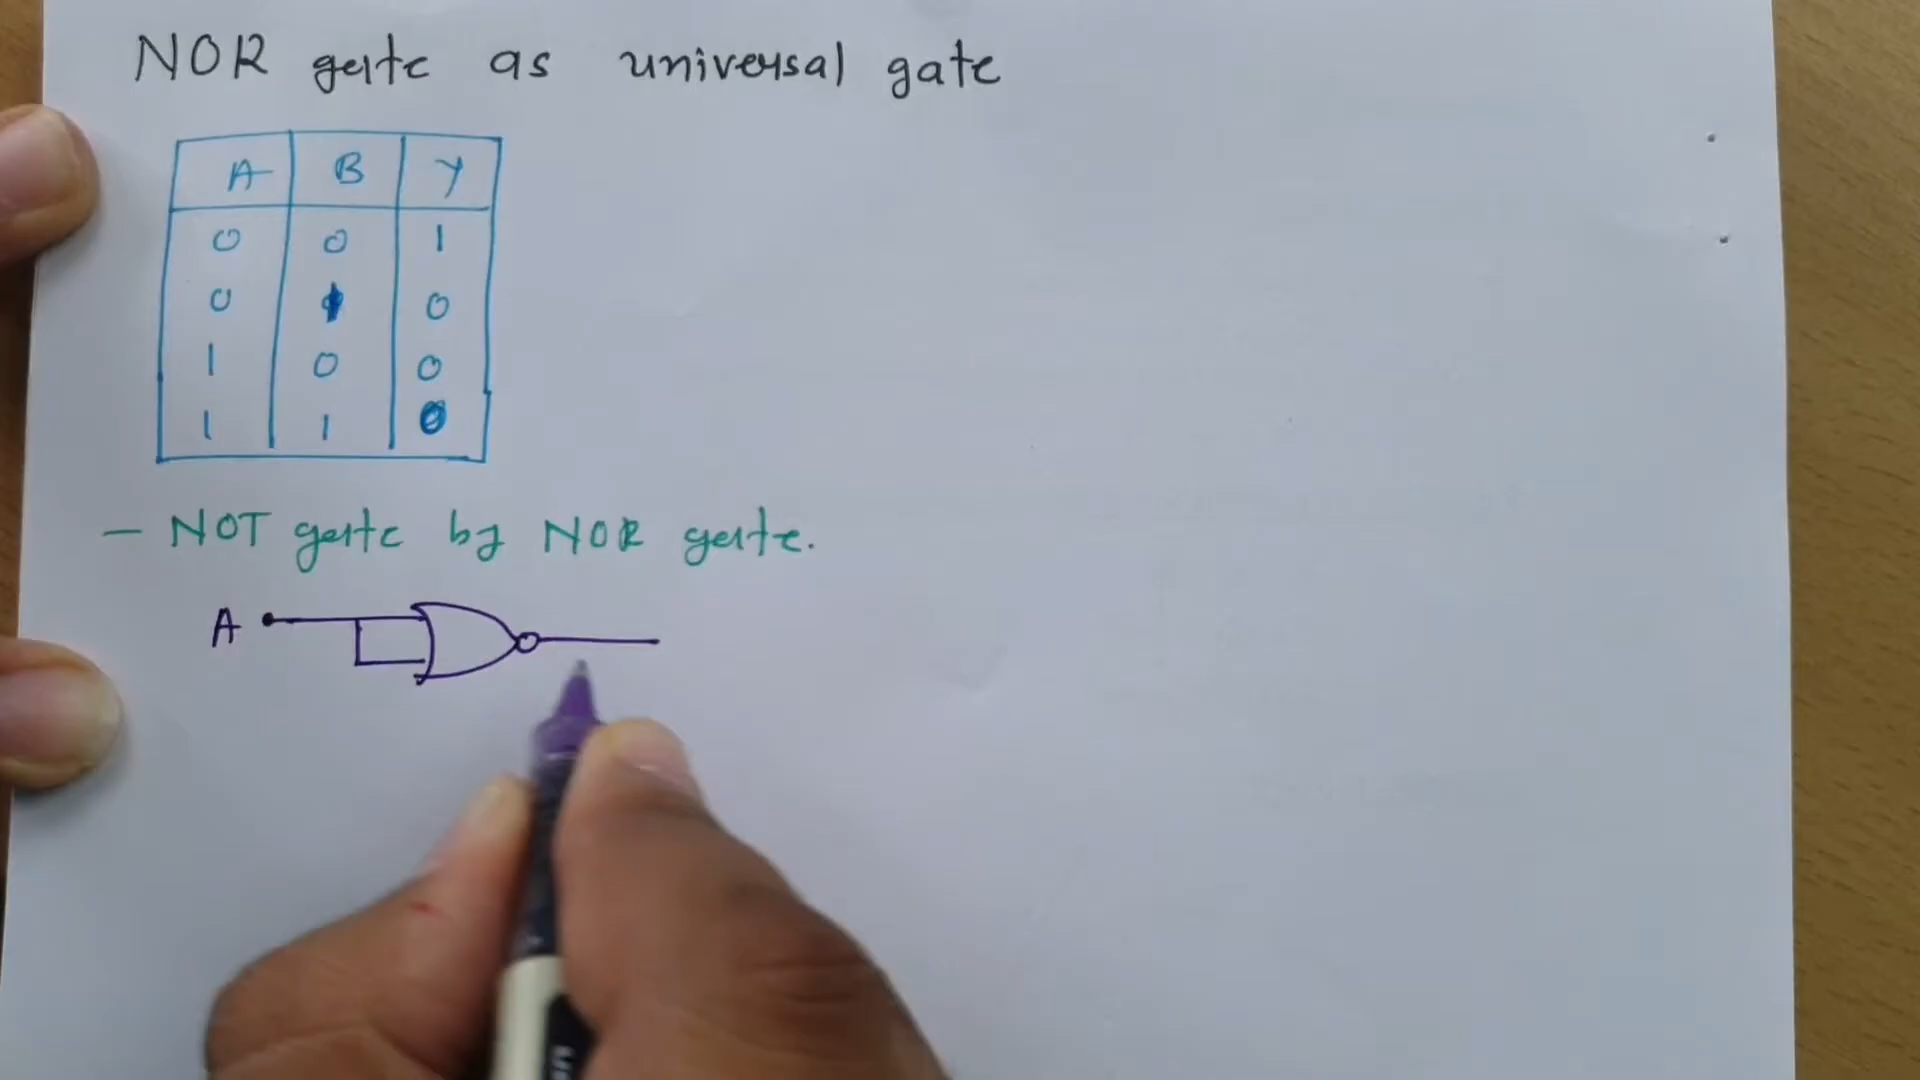 NOR gate as universal gate
A B Y
0 0 1
0 1 0
1 0 0
1 1 0
- NOT gate by NOR gate.
A